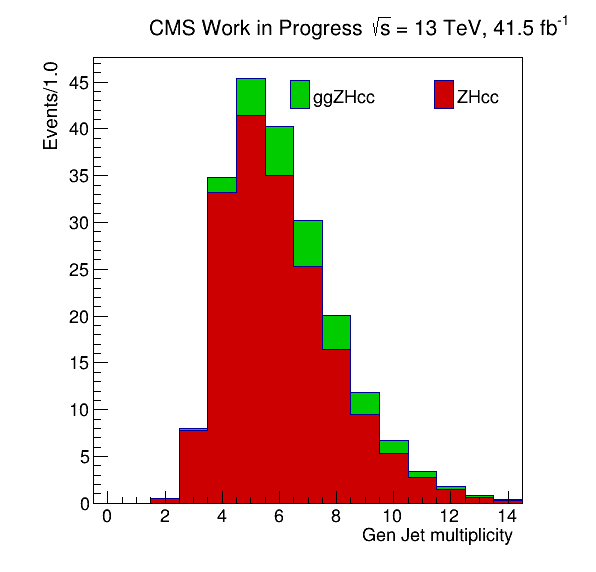 CMS Work in Progress √s = 13 TeV, 41.5 fb⁻¹
Events/1.0
ggZHcc
ZHcc
45
40
35
30
25
20
15
10
5
0
0 2 4 6 8 10 12 14
Gen Jet multiplicity